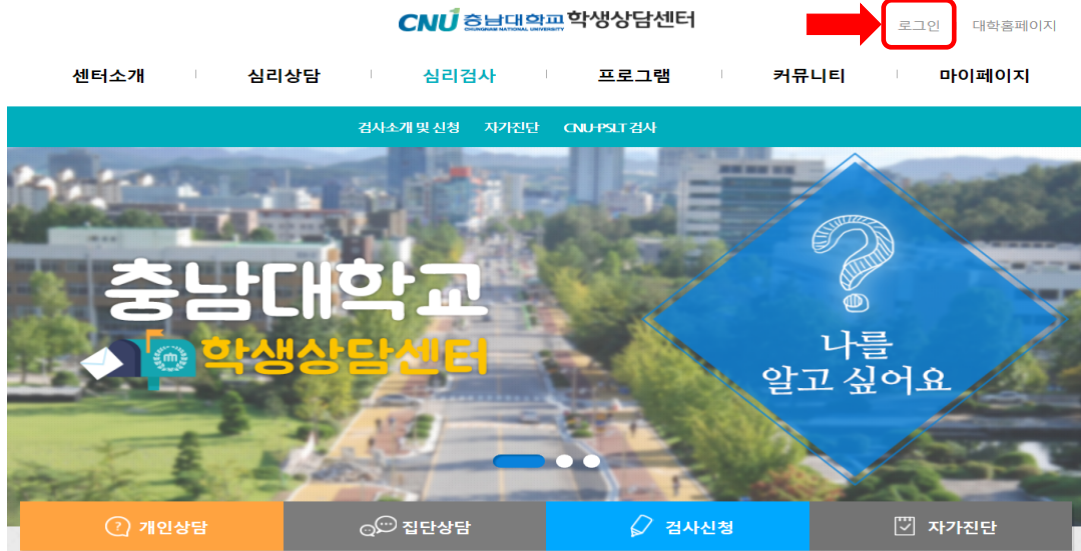 CNU 충남대학교 학생상담센터
CHUNGNAM NATIONAL UNIVERSITY
로그인 대학홈페이지
센터소개 심리상담 심리검사 프로그램 커뮤니티 마이페이지
검사소개 및 신청 자가진단 CNU-PSLT 검사
충남대학교
학생상담센터
?
나를
알고 싶어요
? 개인상담 집단상담 검사신청 자가진단